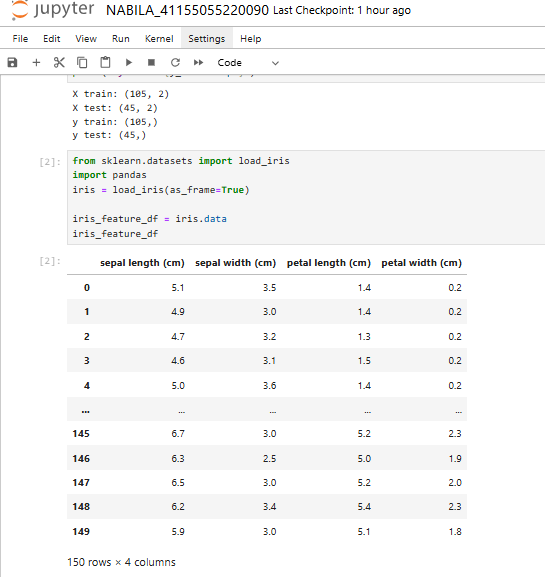 jupyter NABILA_41155055220090 Last Checkpoint: 1 hour ago
File Edit View Run Kernel Settings Help
Code
X train: (105, 2)
X test: (45, 2)
y train: (105,)
y test: (45,)
[2]: from sklearn.datasets import load_iris
import pandas
iris = load_iris(as_frame=True)
iris_feature_df = iris.data
iris_feature_df
[2]:
sepal length (cm) sepal width (cm) petal length (cm) petal width (cm)
0 5.1 3.5 1.4 0.2
1 4.9 3.0 1.4 0.2
2 4.7 3.2 1.3 0.2
3 4.6 3.1 1.5 0.2
4 5.0 3.6 1.4 0.2
... ... ... ... ...
145 6.7 3.0 5.2 2.3
146 6.3 2.5 5.0 1.9
147 6.5 3.0 5.2 2.0
148 6.2 3.4 5.4 2.3
149 5.9 3.0 5.1 1.8
150 rows × 4 columns